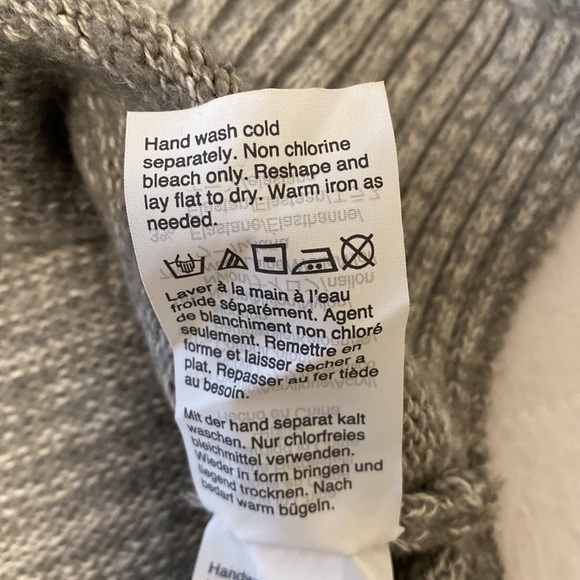 Hand wash cold
separately. Non chlorine
bleach only. Reshape and
lay flat to dry. Warm iron as
needed.
Laver à la main à l'eau
froide séparément. Agent
de blanchiment non chloré
seulement. Remettre en
forme et laisser secher a
plat. Repasser au fer tiède
au besoin.
Mit der hand separat kalt
waschen. Nur chlorfreies
bleichmittel verwenden.
Wieder in form bringen und
liegend trocknen. Nach
bedarf warm bügeln.